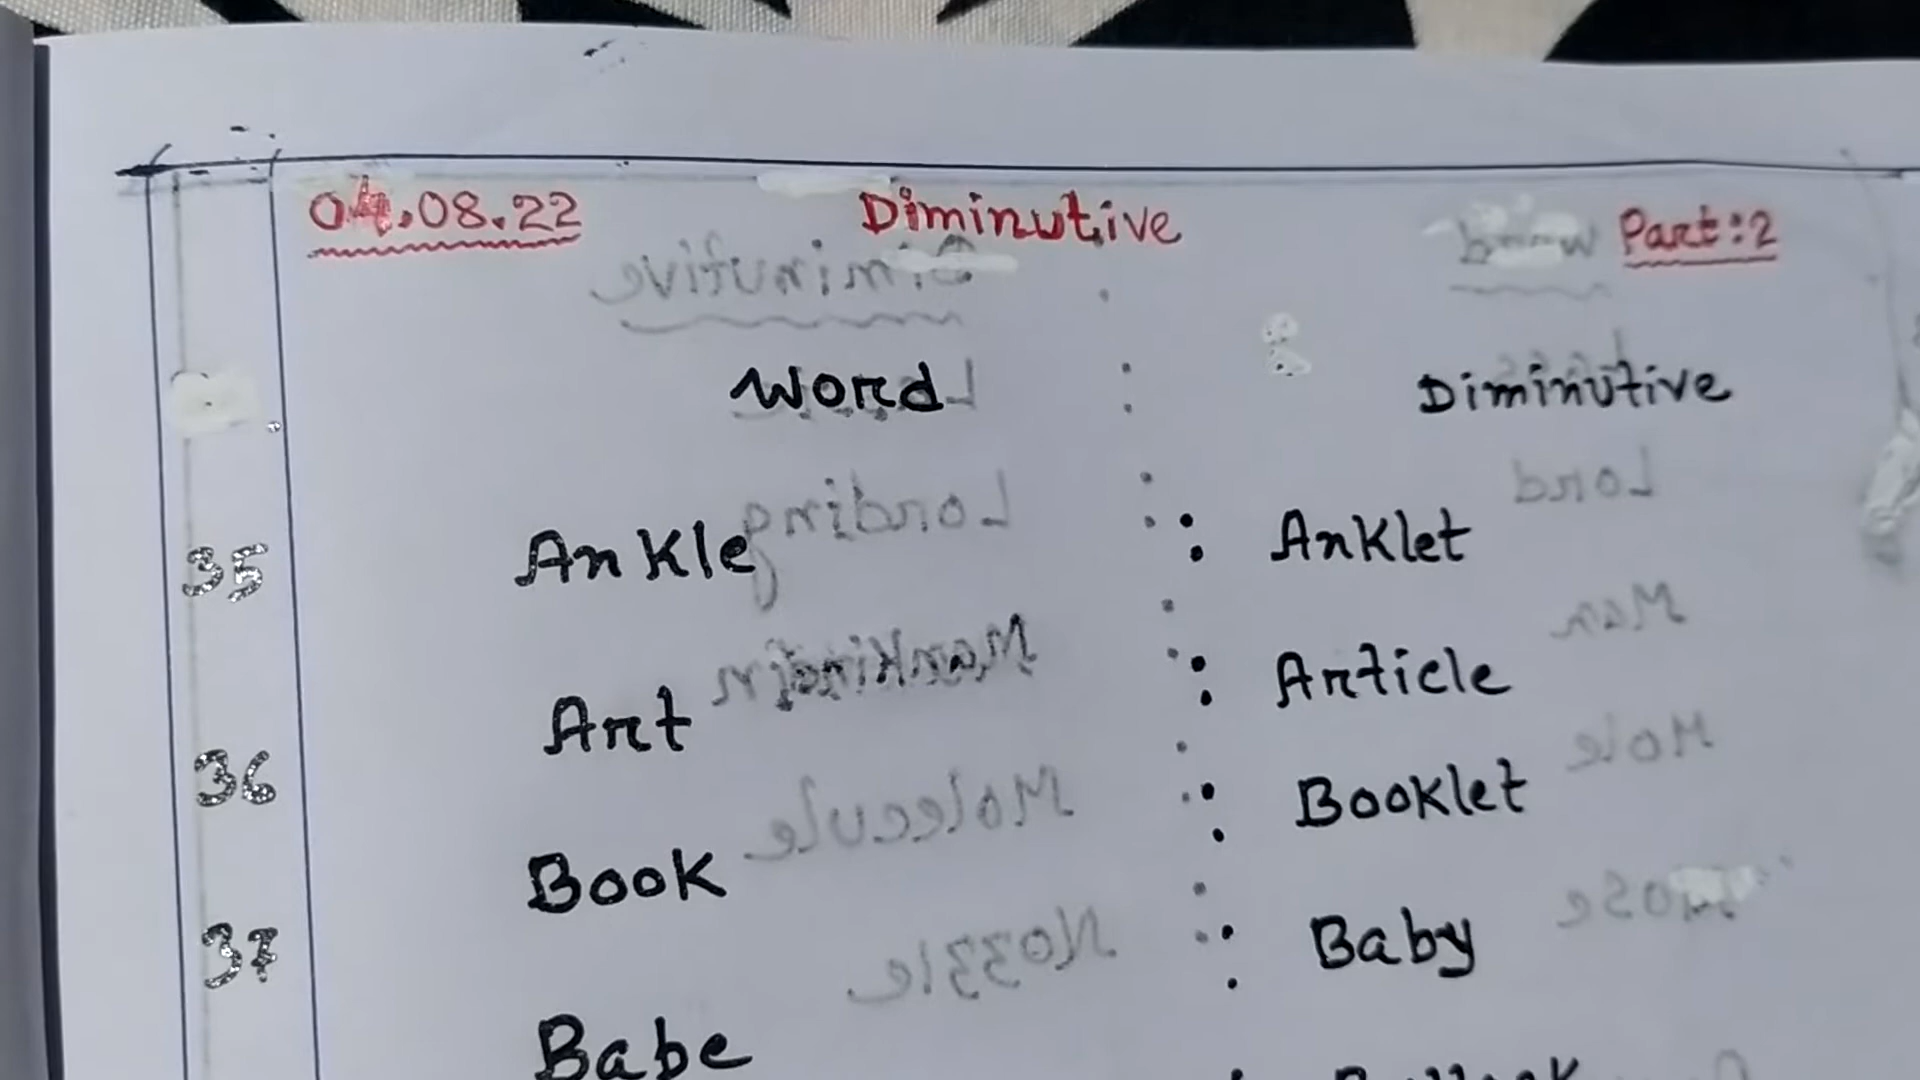 04.08.22 Diminutive Part:2
Word : Diminutive
35 Ankle : Anklet
Art : Article
36 Book : Booklet
37 Babe : Baby